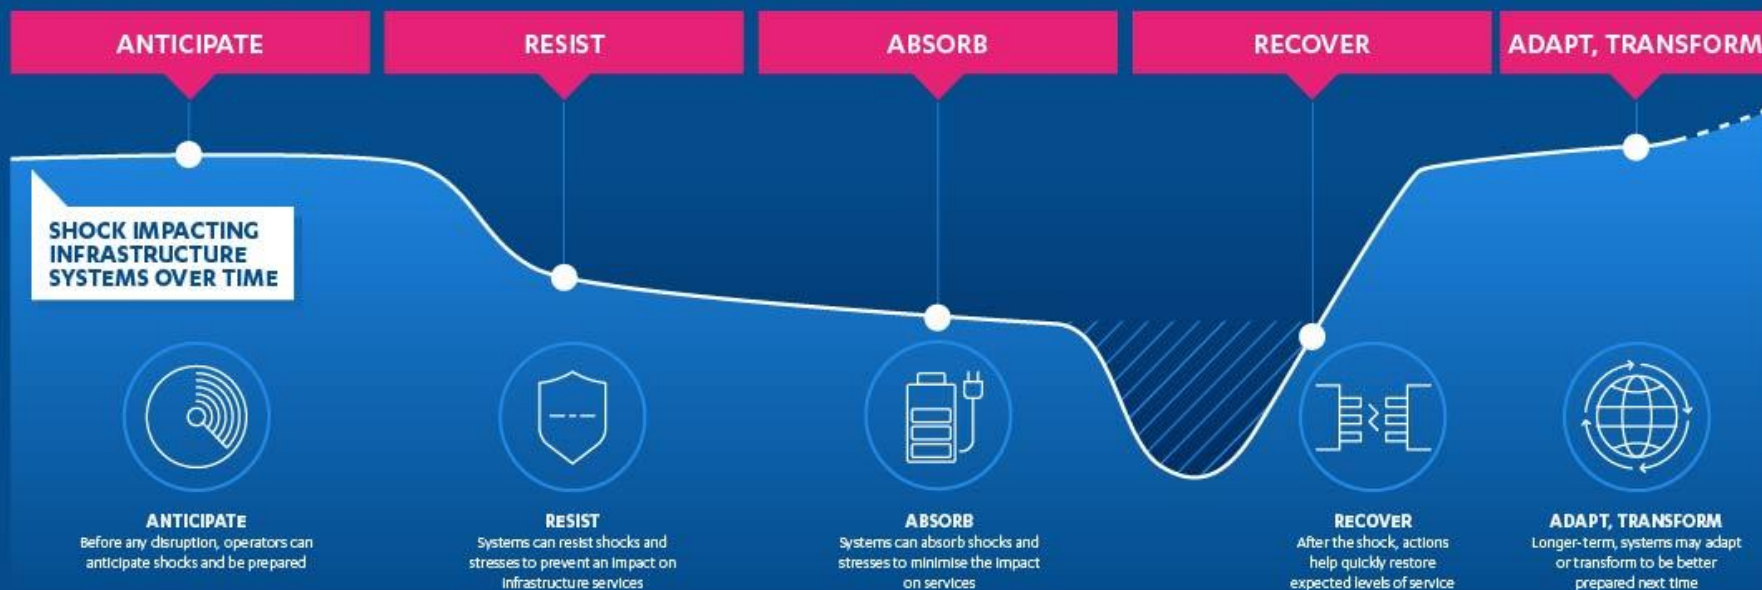 ANTICIPATE
RESIST
ABSORB
RECOVER
ADAPT, TRANSFORM
SHOCK IMPACTING
INFRASTRUCTURE
SYSTEMS OVER TIME
ANTICIPATE
Before any disruption, operators can
anticipate shocks and be prepared
RESIST
Systems can resist shocks and
stresses to prevent an impact on
infrastructure services
ABSORB
Systems can absorb shocks and
stresses to minimise the impact
on services
RECOVER
After the shock, actions
help quickly restore
expected levels of service
ADAPT, TRANSFORM
Longer-term, systems may adapt
or transform to be better
prepared next time